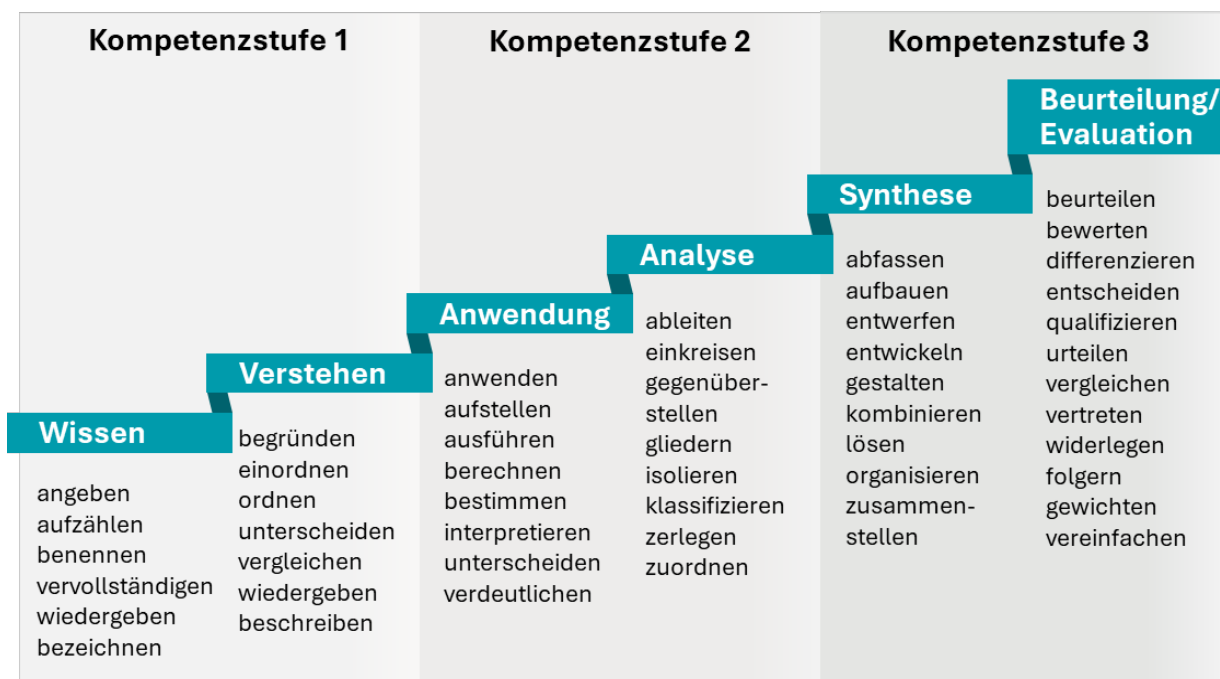 Kompetenzstufe 1
Kompetenzstufe 2
Kompetenzstufe 3
Wissen
angeben
aufzählen
benennen
vervollständigen
wiedergeben
bezeichnen
Verstehen
begründen
einordnen
ordnen
unterscheiden
vergleichen
wiedergeben
beschreiben
Anwendung
anwenden
aufstellen
ausführen
berechnen
bestimmen
interpretieren
unterscheiden
verdeutlichen
Analyse
ableiten
einkreisen
gegenüber-
stellen
gliedern
isolieren
klassifizieren
zerlegen
zuordnen
Synthese
abfassen
aufbauen
entwerfen
entwickeln
gestalten
kombinieren
lösen
organisieren
zusammen-
stellen
Beurteilung/
Evaluation
beurteilen
bewerten
differenzieren
entscheiden
qualifizieren
urteilen
vergleichen
vertreten
widerlegen
folgern
gewichten
vereinfachen